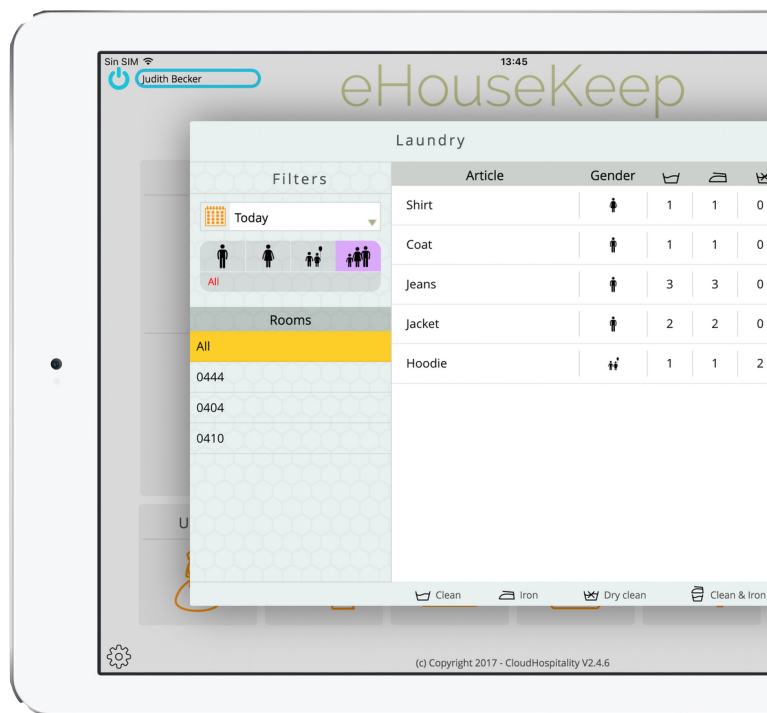 Sin SIM 13:45
Judith Becker
eHouseKeep
Laundry
Filters
Today
All
Rooms
All
0444
0404
0410
Article Gender
Shirt 1 1 0
Coat 1 1 0
Jeans 3 3 0
Jacket 2 2 0
Hoodie 1 1 2
U
Clean Iron Dry clean Clean & Iron
(c) Copyright 2017 - CloudHospitality V2.4.6